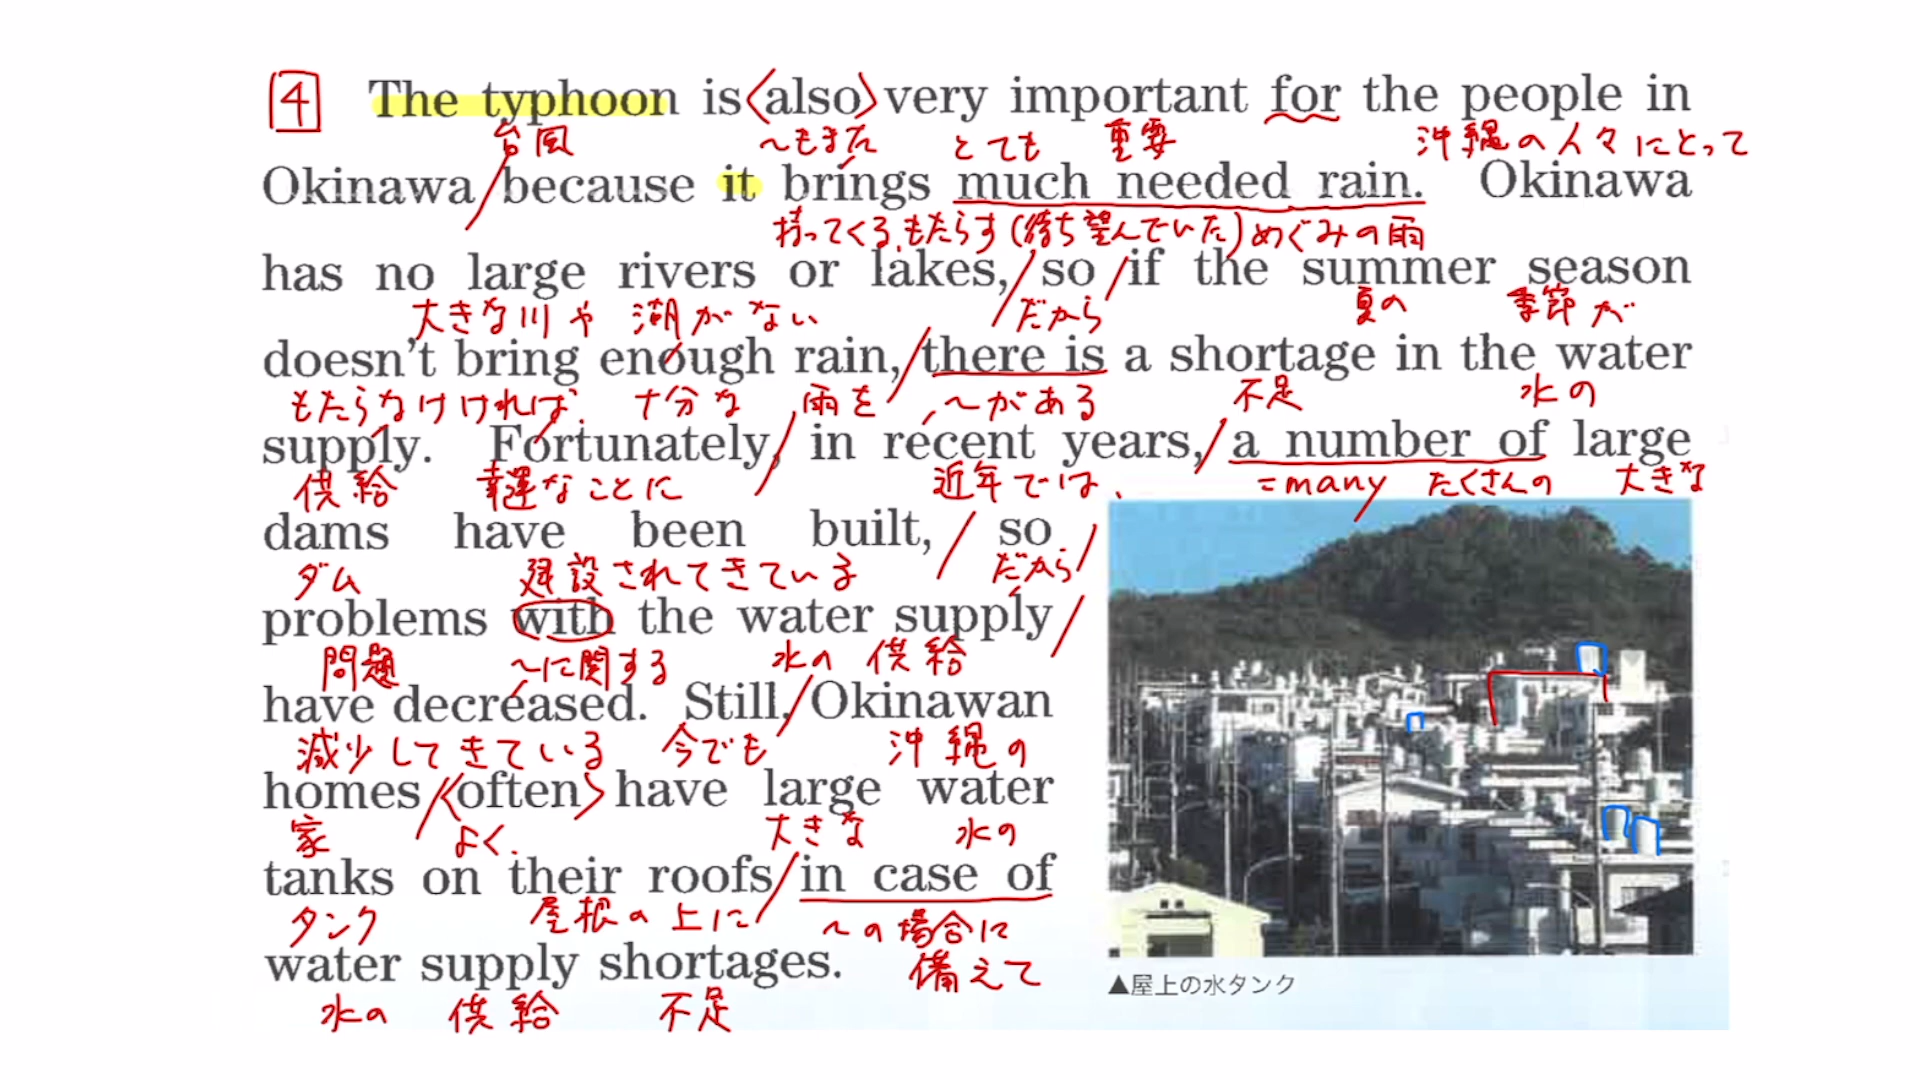 4 The typhoon is〈also〉very important for the people in
台風 〜もまた とても 重要 沖縄の人々にとって
Okinawa / because it brings much needed rain. Okinawa
持ってくる、もたらす(待ち望んでいた)めぐみの雨
has no large rivers or lakes, / so / if the summer season
大きな川や 湖がない だから 夏の 季節が
doesn't bring enough rain, / there is a shortage in the water
もたらなければ、 十分な 雨を 、〜がある 不足 水の
supply. Fortunately, / in recent years, / a number of large
供給 幸運なことに 近年では、 =many たくさんの 大きな
dams have been built, / so /
ダム 建設されてきている だから
problems with the water supply /
問題 〜に関する 水の 供給
have decreased. Still, / Okinawan
減少してきている 今でも 沖縄の
homes /〈often〉have large water
家 よく、 大きな 水の
tanks on their roofs / in case of
タンク 屋根の上に 〜の場合に
water supply shortages.
備えて
水の 供給 不足
▲屋上の水タンク